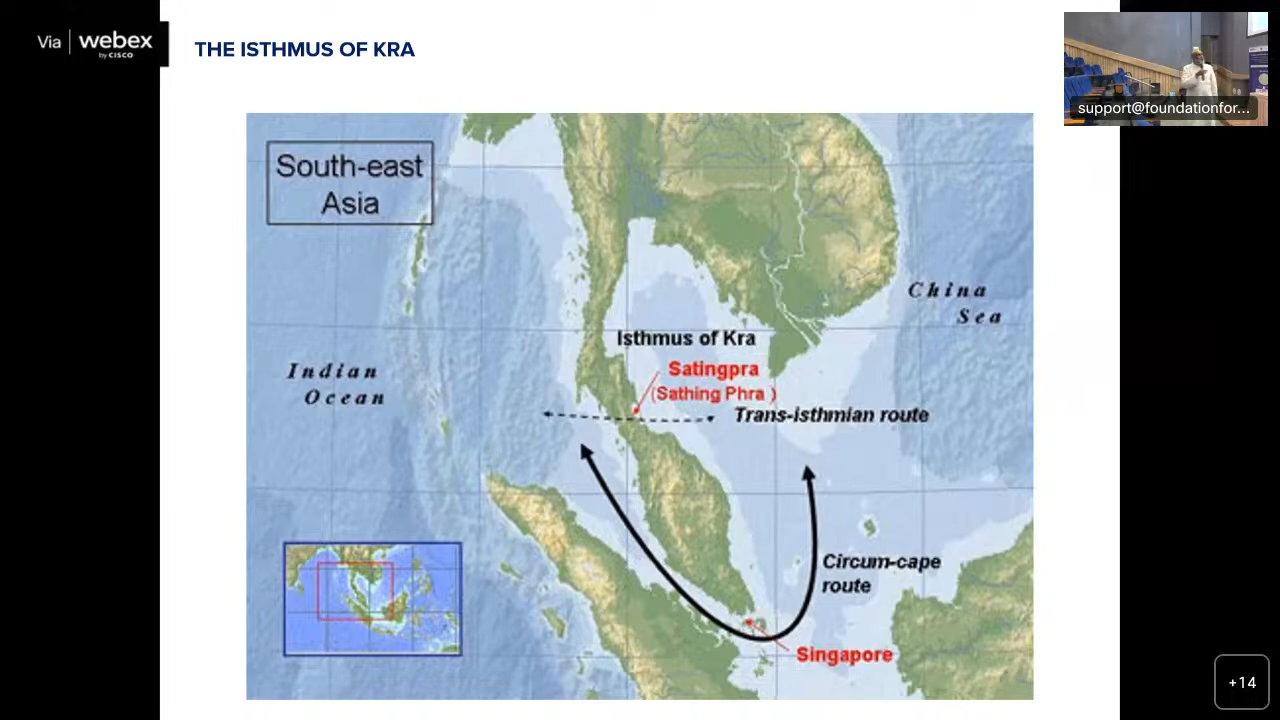 Via webex
by CISCO
THE ISTHMUS OF KRA
support@foundationfor...
South-east
Asia
China
Sea
Isthmus of Kra
Satingpra
(Sathing Phra )
Indian
Ocean
Trans-isthmian route
Circum-cape
route
Singapore
+14